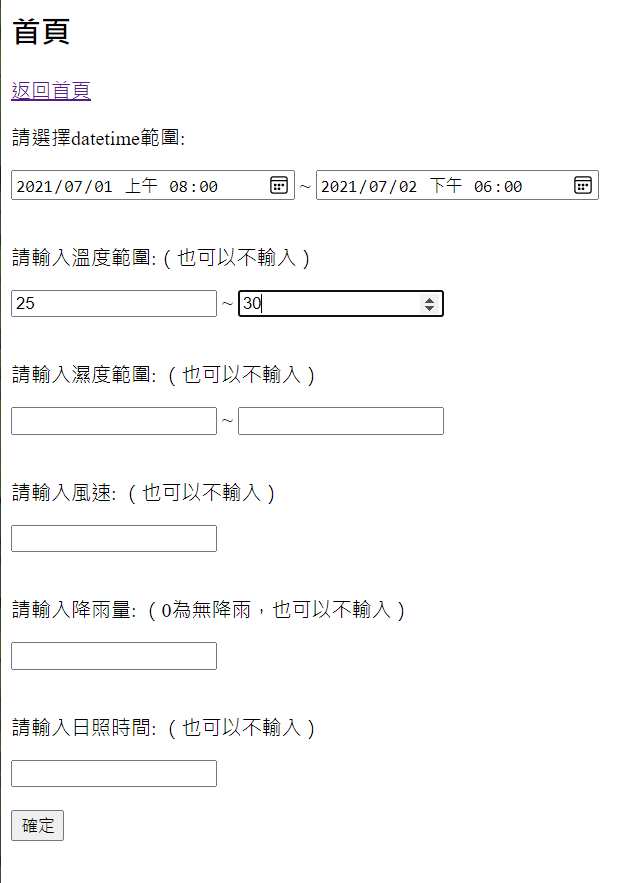 首頁
返回首頁
請選擇datetime範圍:
2021/07/01 上午 08:00 ~ 2021/07/02 下午 06:00
請輸入溫度範圍:（也可以不輸入）
25 ~ 30
請輸入濕度範圍: （也可以不輸入）
~
請輸入風速: （也可以不輸入）
請輸入降雨量: （0為無降雨，也可以不輸入）
請輸入日照時間: （也可以不輸入）
確定